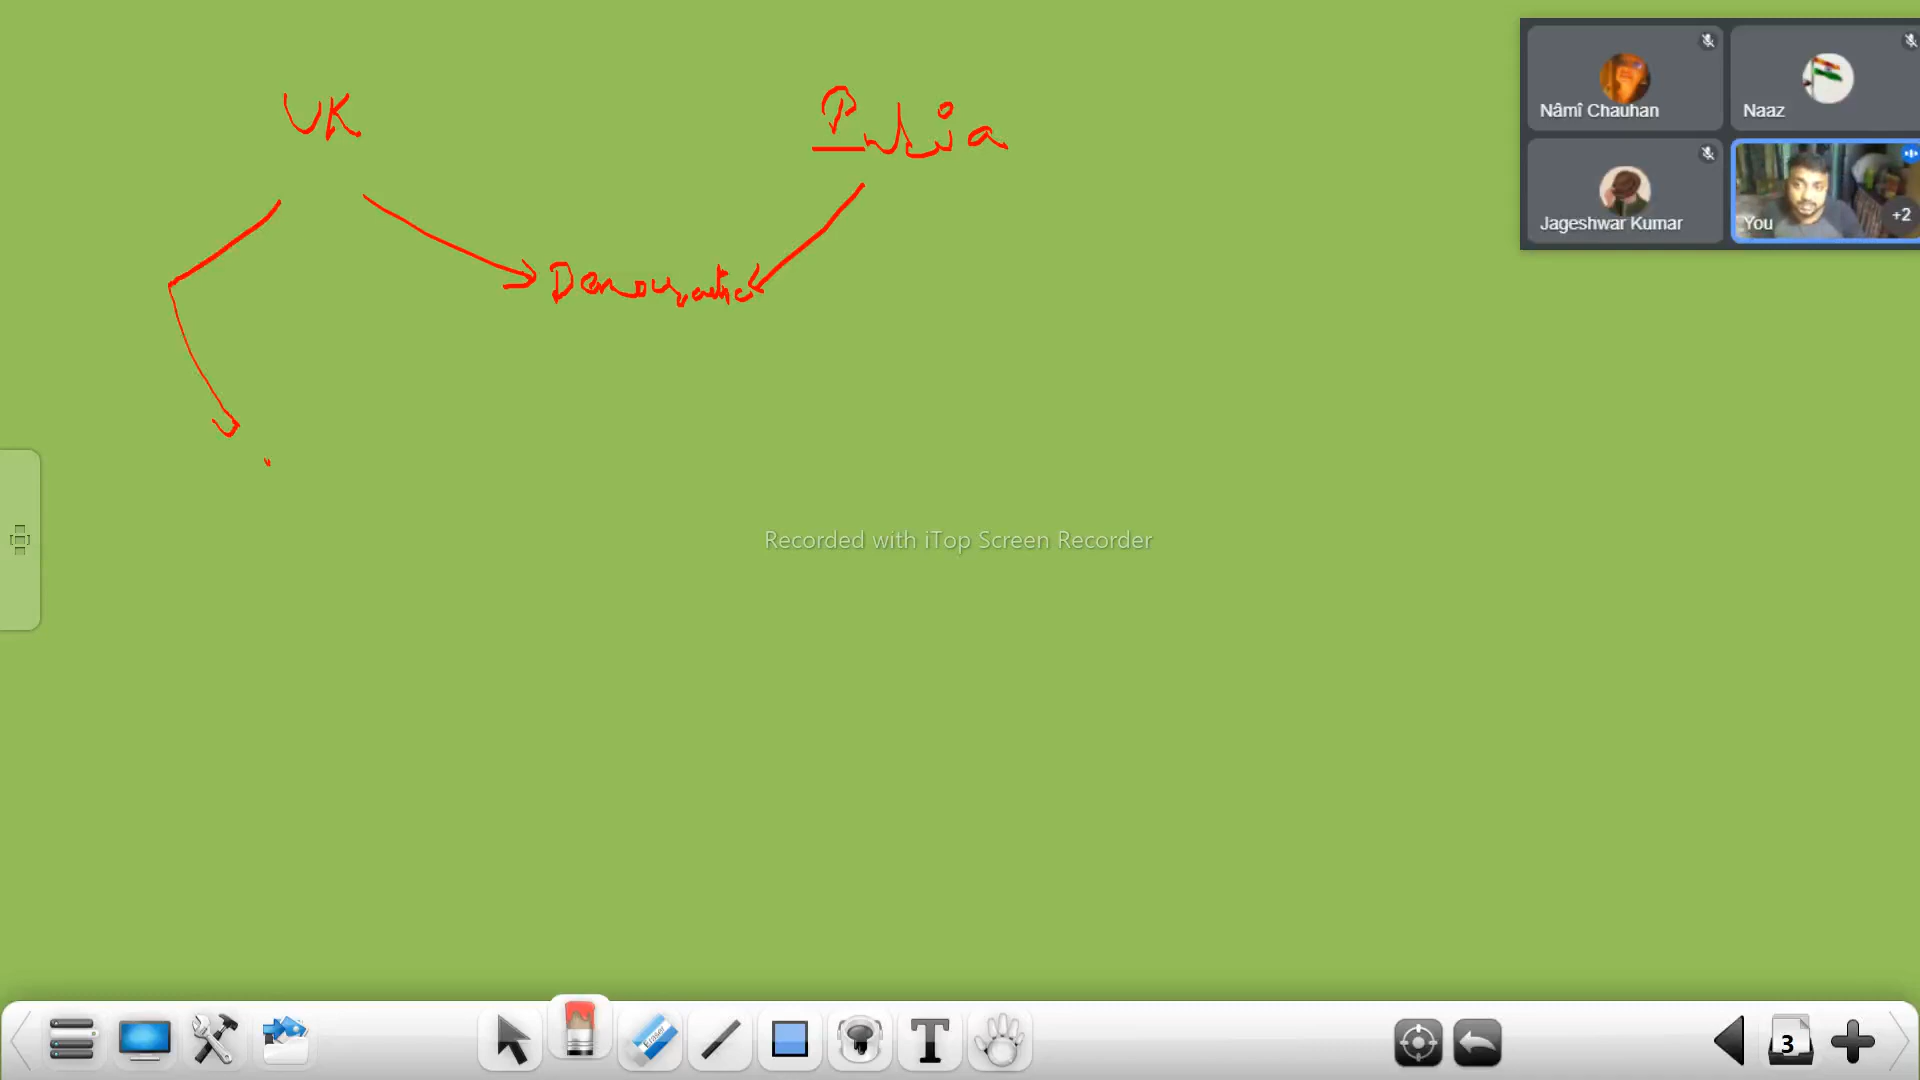 UK
India
Democratic
Nâmî Chauhan
Naaz
Jageshwar Kumar
You
+2
Recorded with iTop Screen Recorder
T
3